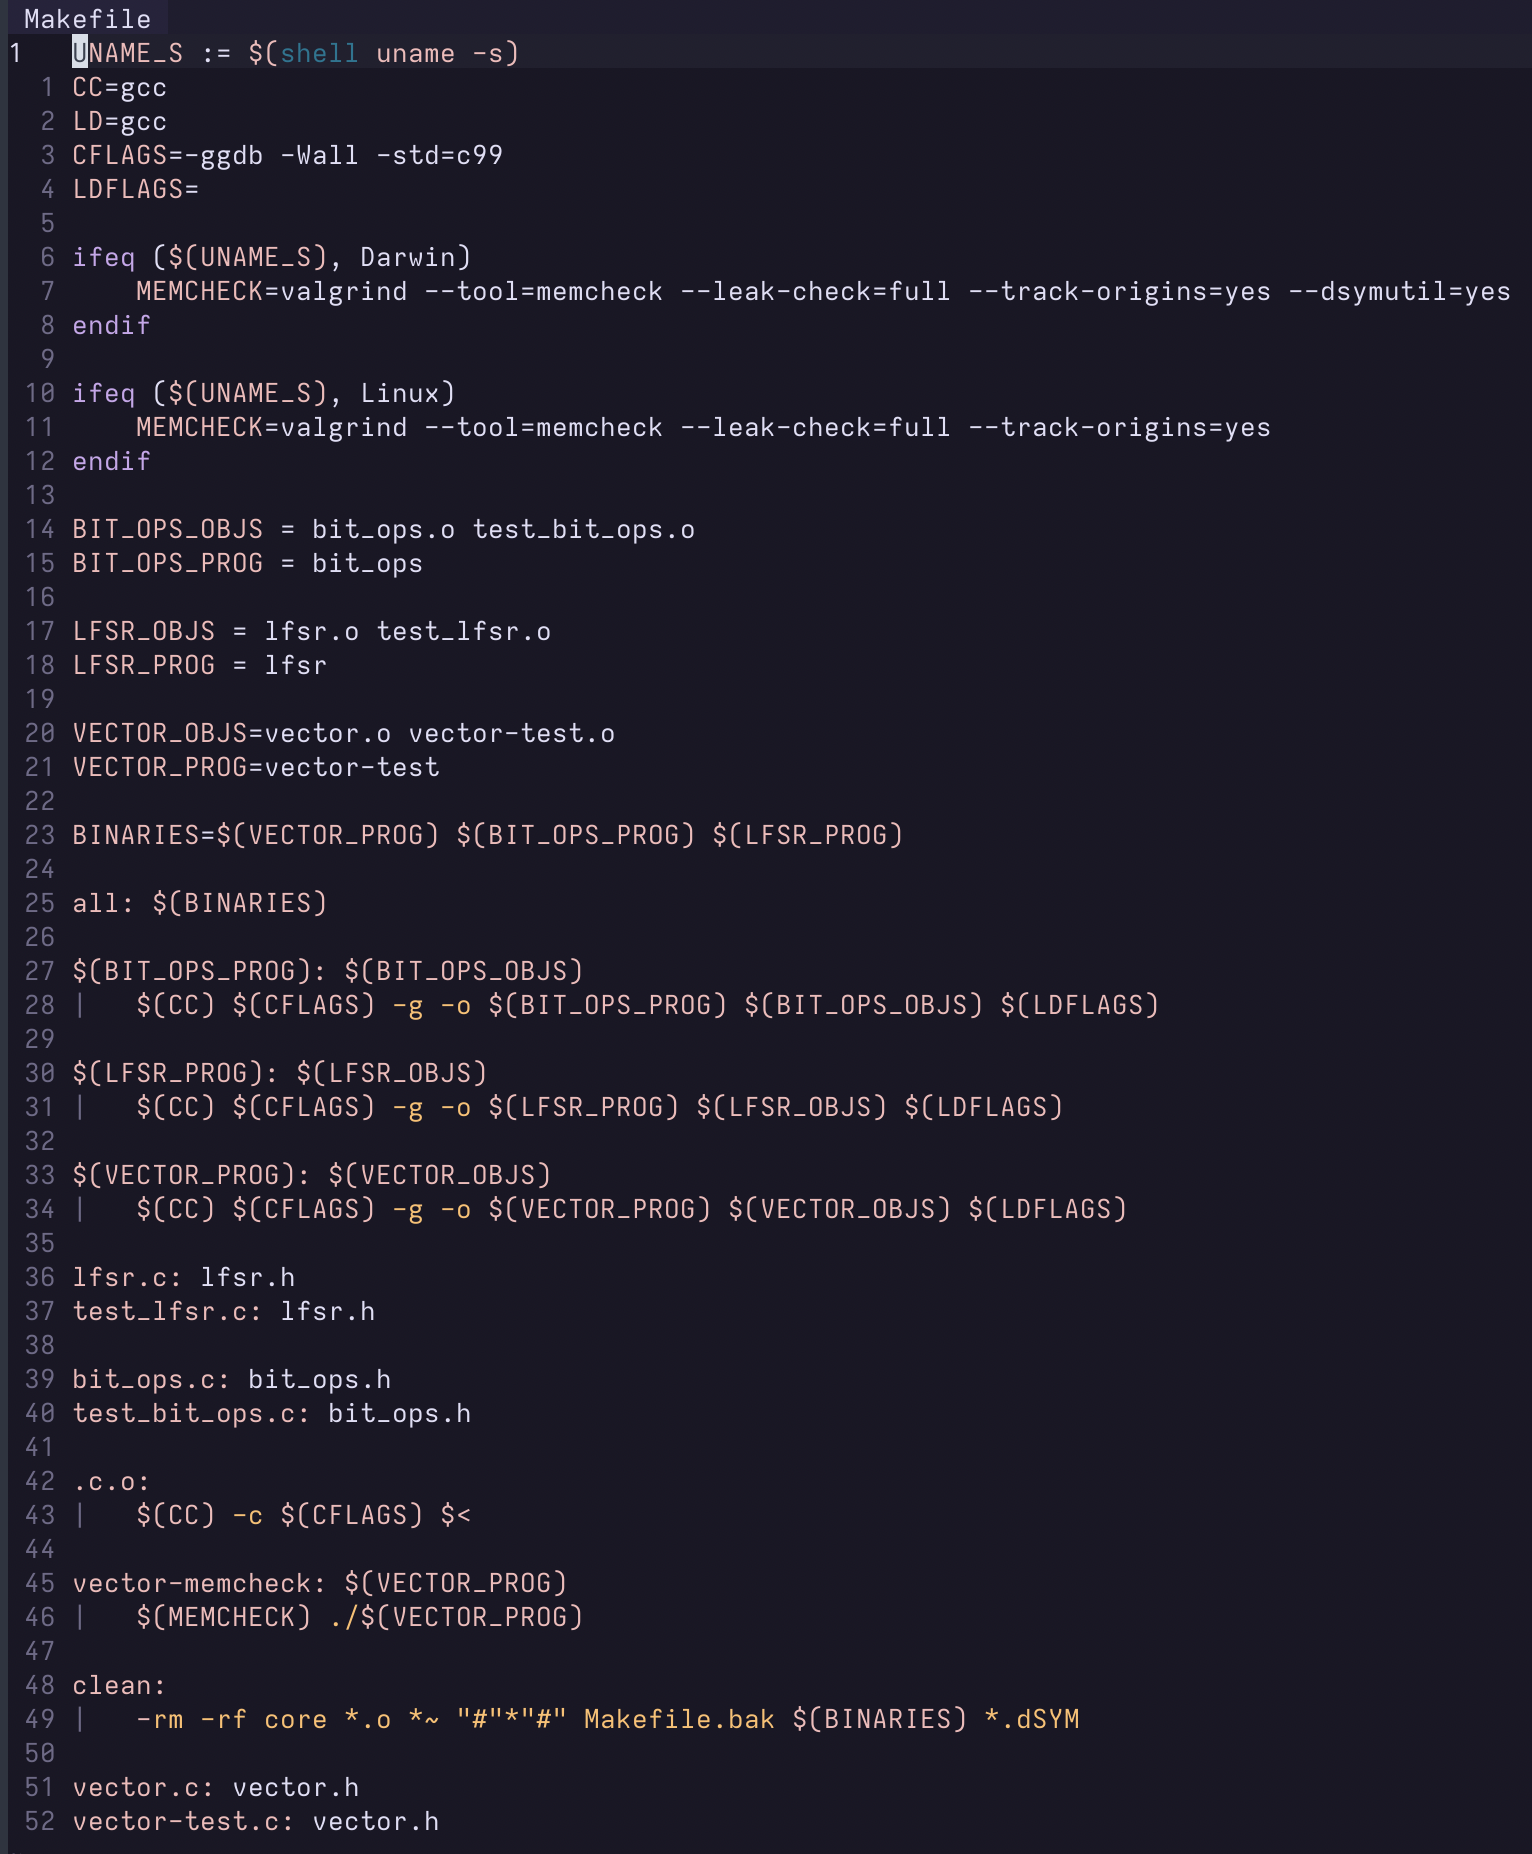 Makefile
1 UNAME_S := $(shell uname -s)
1 CC=gcc
2 LD=gcc
3 CFLAGS=-ggdb -Wall -std=c99
4 LDFLAGS=
5
6 ifeq ($(UNAME_S), Darwin)
7     MEMCHECK=valgrind --tool=memcheck --leak-check=full --track-origins=yes --dsymutil=yes
8 endif
9
10 ifeq ($(UNAME_S), Linux)
11     MEMCHECK=valgrind --tool=memcheck --leak-check=full --track-origins=yes
12 endif
13
14 BIT_OPS_OBJS = bit_ops.o test_bit_ops.o
15 BIT_OPS_PROG = bit_ops
16
17 LFSR_OBJS = lfsr.o test_lfsr.o
18 LFSR_PROG = lfsr
19
20 VECTOR_OBJS=vector.o vector-test.o
21 VECTOR_PROG=vector-test
22
23 BINARIES=$(VECTOR_PROG) $(BIT_OPS_PROG) $(LFSR_PROG)
24
25 all: $(BINARIES)
26
27 $(BIT_OPS_PROG): $(BIT_OPS_OBJS)
28 |   $(CC) $(CFLAGS) -g -o $(BIT_OPS_PROG) $(BIT_OPS_OBJS) $(LDFLAGS)
29
30 $(LFSR_PROG): $(LFSR_OBJS)
31 |   $(CC) $(CFLAGS) -g -o $(LFSR_PROG) $(LFSR_OBJS) $(LDFLAGS)
32
33 $(VECTOR_PROG): $(VECTOR_OBJS)
34 |   $(CC) $(CFLAGS) -g -o $(VECTOR_PROG) $(VECTOR_OBJS) $(LDFLAGS)
35
36 lfsr.c: lfsr.h
37 test_lfsr.c: lfsr.h
38
39 bit_ops.c: bit_ops.h
40 test_bit_ops.c: bit_ops.h
41
42 .c.o:
43 |   $(CC) -c $(CFLAGS) $<
44
45 vector-memcheck: $(VECTOR_PROG)
46 |   $(MEMCHECK) ./$(VECTOR_PROG)
47
48 clean:
49 |   -rm -rf core *.o *~ "#"*"#" Makefile.bak $(BINARIES) *.dSYM
50
51 vector.c: vector.h
52 vector-test.c: vector.h